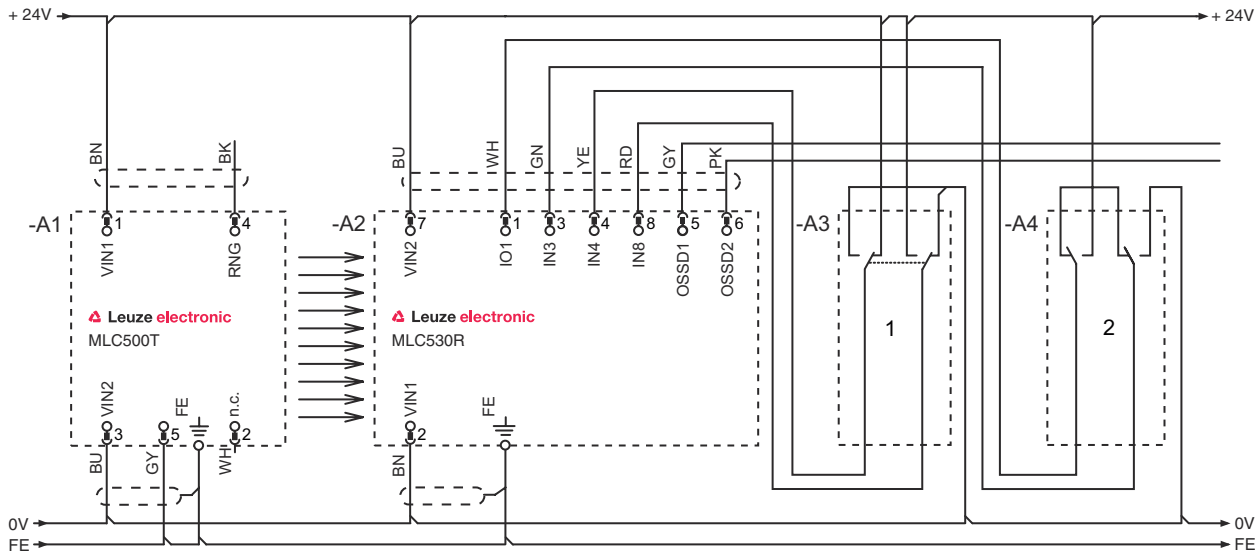 + 24V
+ 24V
BN
BK
BU
WH
GN
YE
RD
GY
PK
-A1
1
4
VIN1
RNG
Leuze electronic
MLC500T
VIN2
FE
n.c.
3
5
2
BU
GY
WH
-A2
7
1
3
4
8
5
6
VIN2
IO1
IN3
IN4
IN8
OSSD1
OSSD2
Leuze electronic
MLC530R
VIN1
FE
2
BN
-A3
1
-A4
2
0V
0V
FE
FE